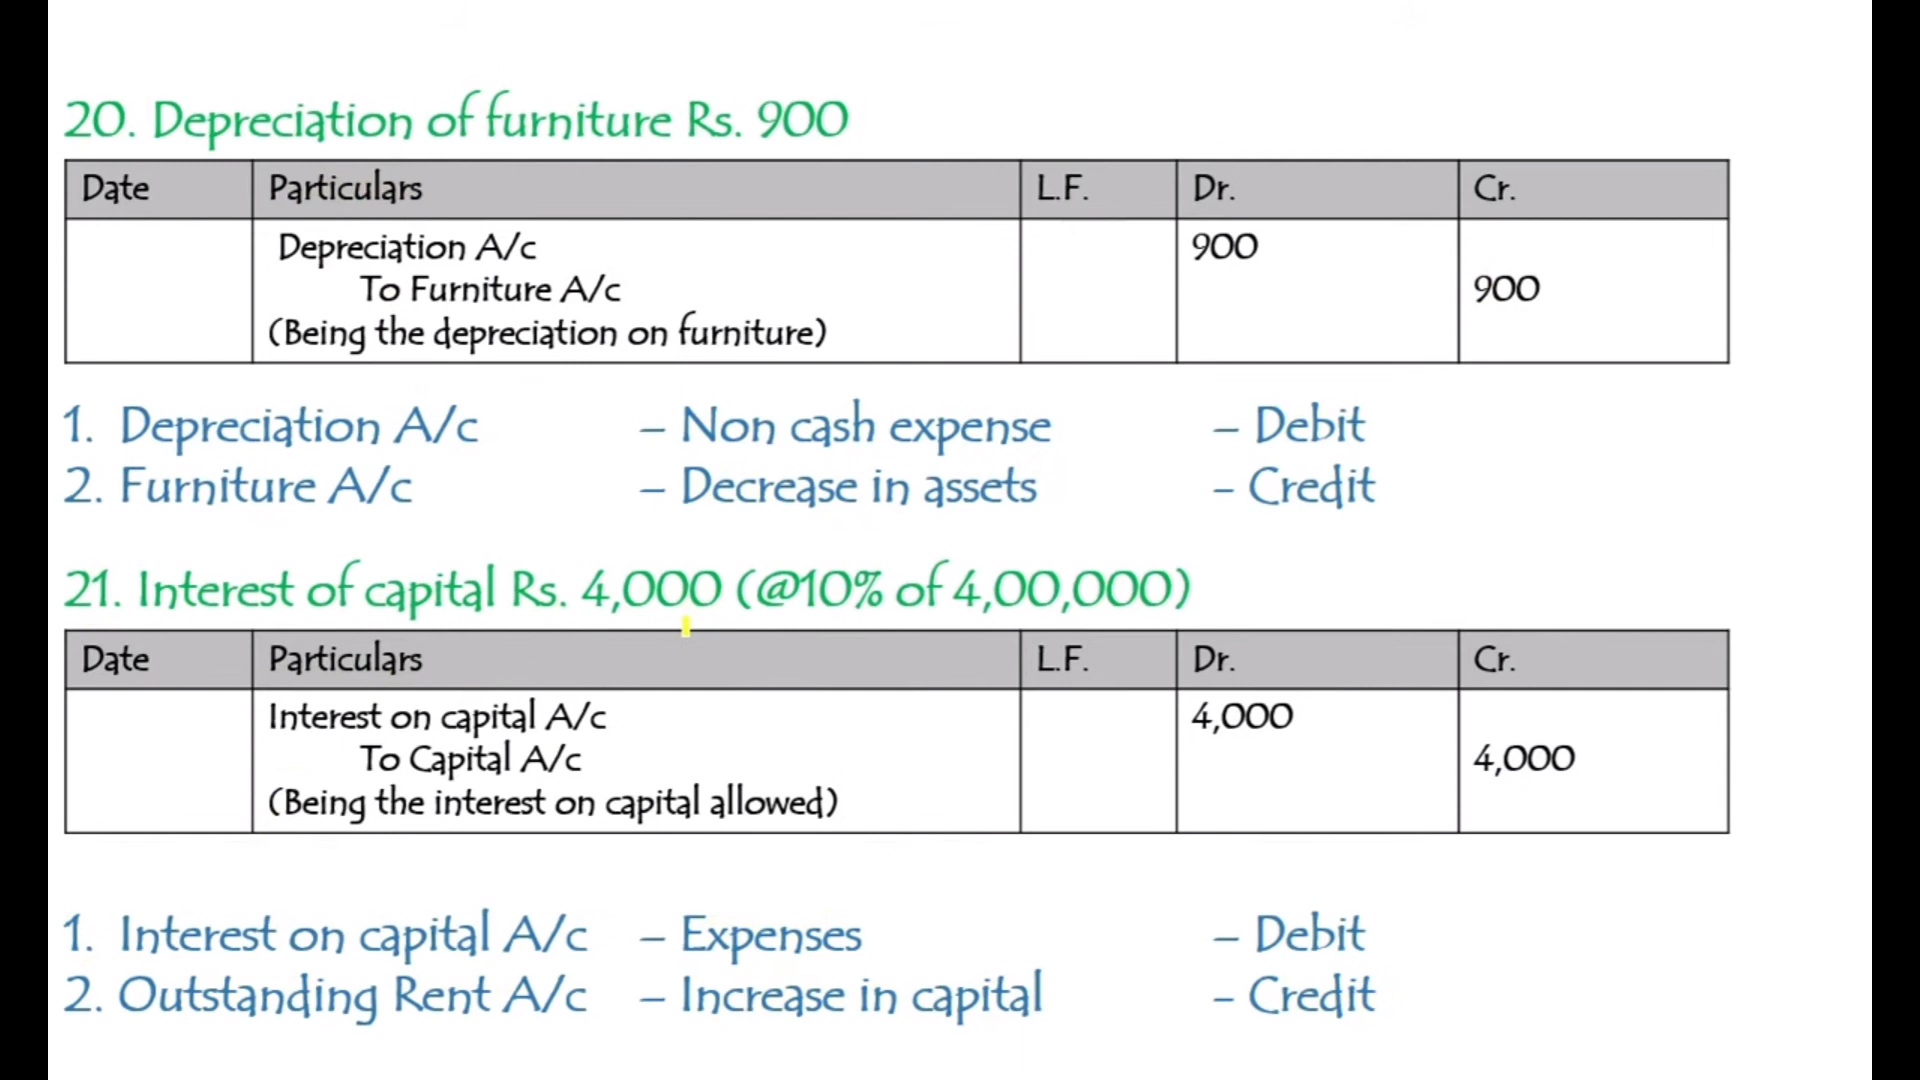 20. Depreciation of furniture Rs. 900
Date Particulars L.F. Dr. Cr.
Depreciation A/c 900
To Furniture A/c 900
(Being the depreciation on furniture)
1. Depreciation A/c – Non cash expense – Debit
2. Furniture A/c – Decrease in assets – Credit
21. Interest of capital Rs. 4,000 (@10% of 4,00,000)
Date Particulars L.F. Dr. Cr.
Interest on capital A/c 4,000
To Capital A/c 4,000
(Being the interest on capital allowed)
1. Interest on capital A/c – Expenses – Debit
2. Outstanding Rent A/c – Increase in capital – Credit